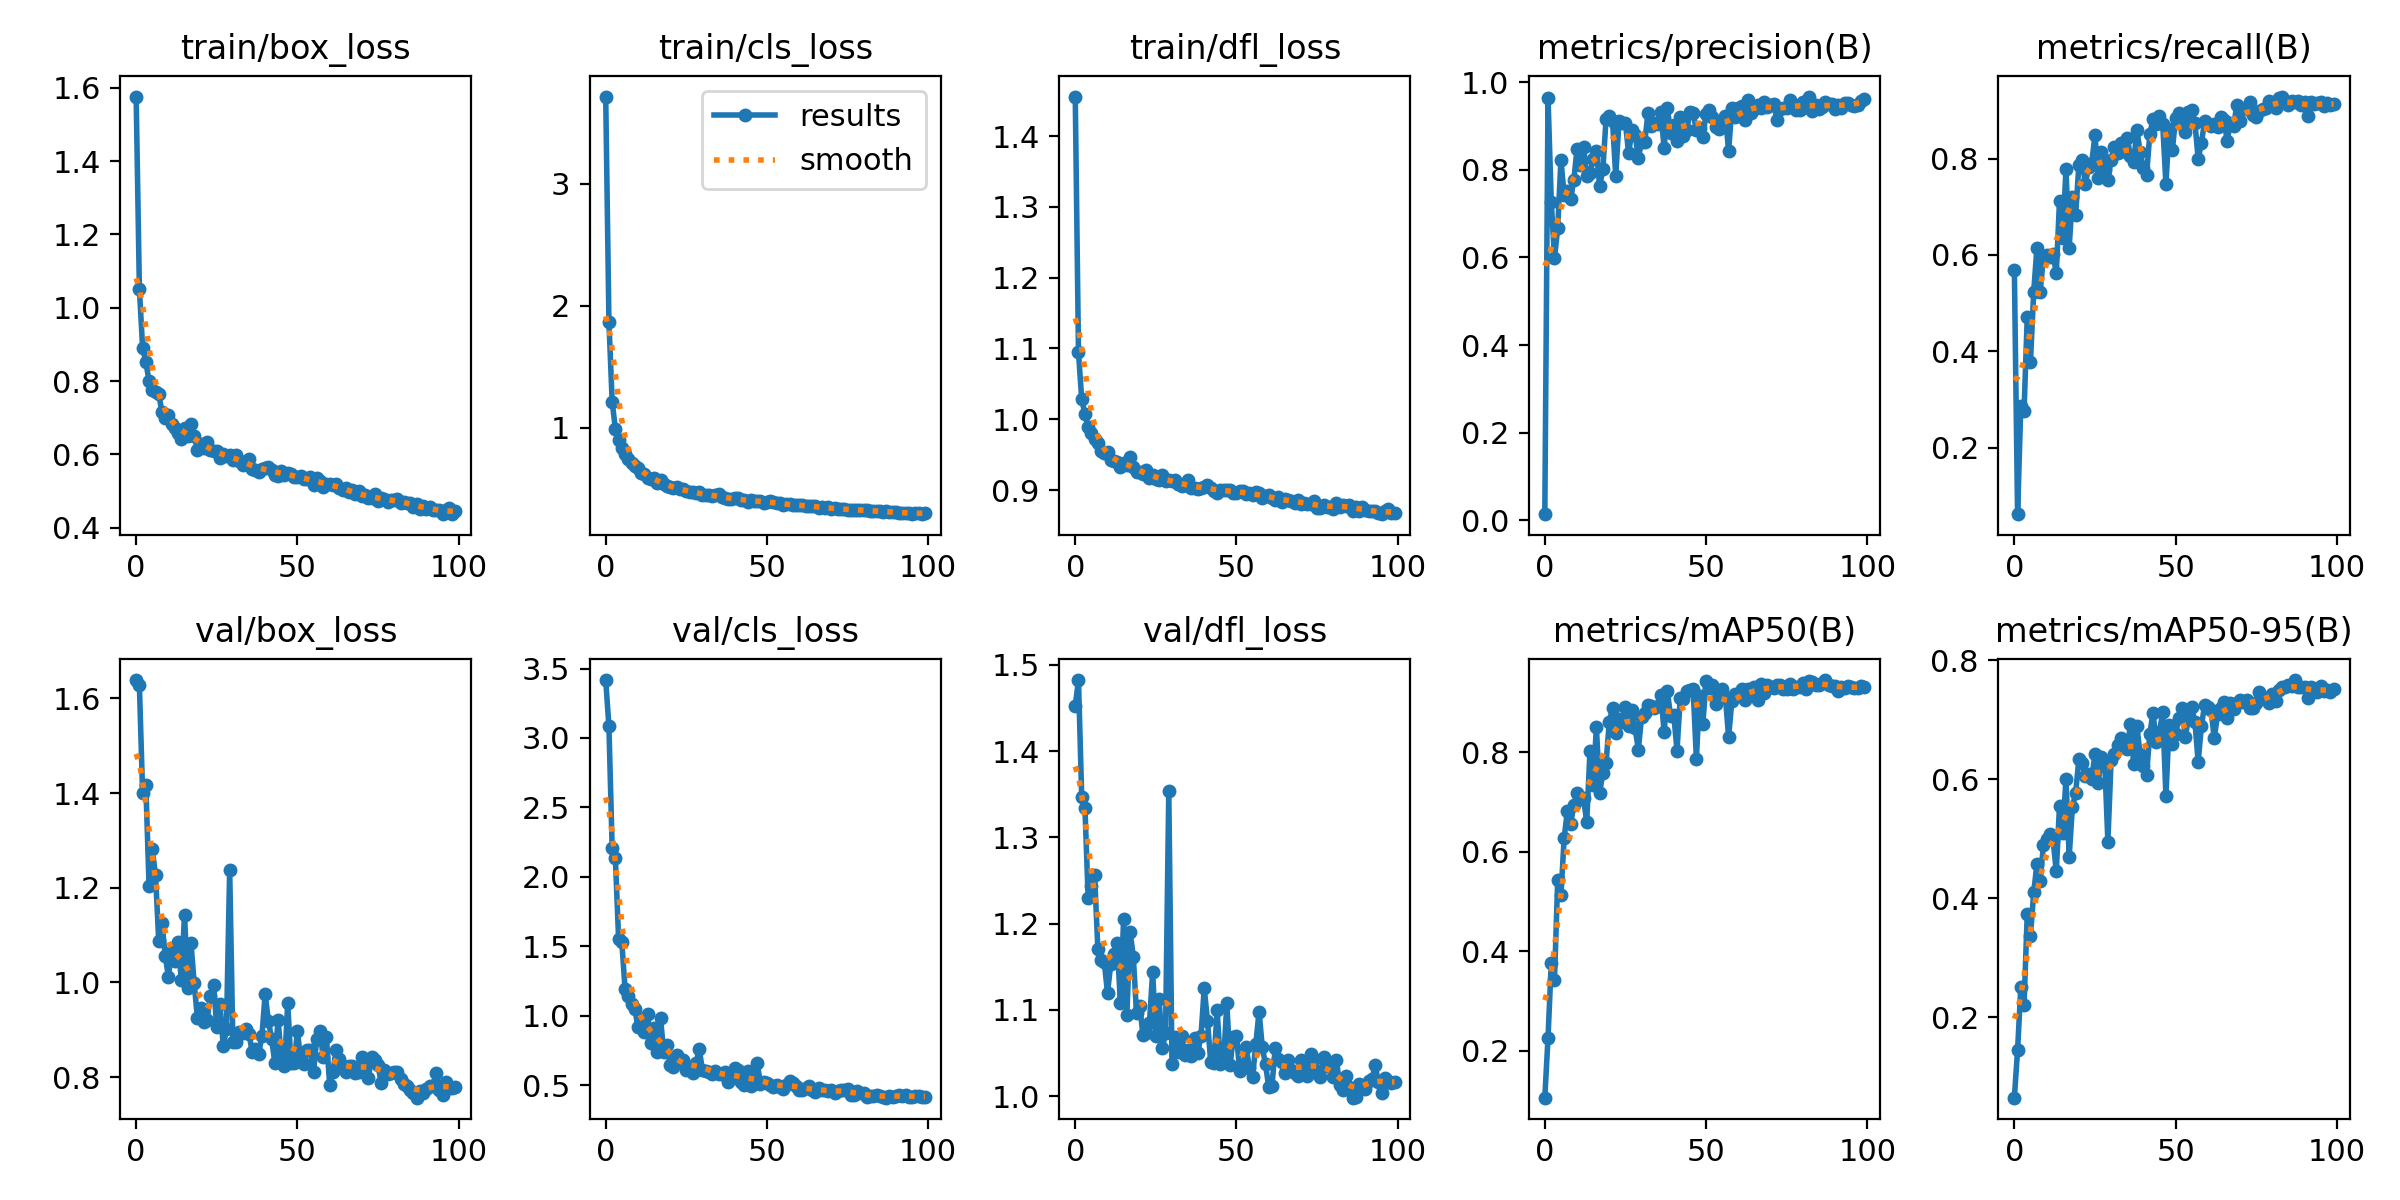 train/box_loss
1.6
1.4
1.2
1.0
0.8
0.6
0.4
0 50 100
train/cls_loss
results
smooth
3
2
1
0 50 100
train/dfl_loss
1.4
1.3
1.2
1.1
1.0
0.9
0 50 100
metrics/precision(B)
1.0
0.8
0.6
0.4
0.2
0.0
0 50 100
metrics/recall(B)
0.8
0.6
0.4
0.2
0 50 100
val/box_loss
1.6
1.4
1.2
1.0
0.8
0 50 100
val/cls_loss
3.5
3.0
2.5
2.0
1.5
1.0
0.5
0 50 100
val/dfl_loss
1.5
1.4
1.3
1.2
1.1
1.0
0 50 100
metrics/mAP50(B)
0.8
0.6
0.4
0.2
0 50 100
metrics/mAP50-95(B)
0.8
0.6
0.4
0.2
0 50 100